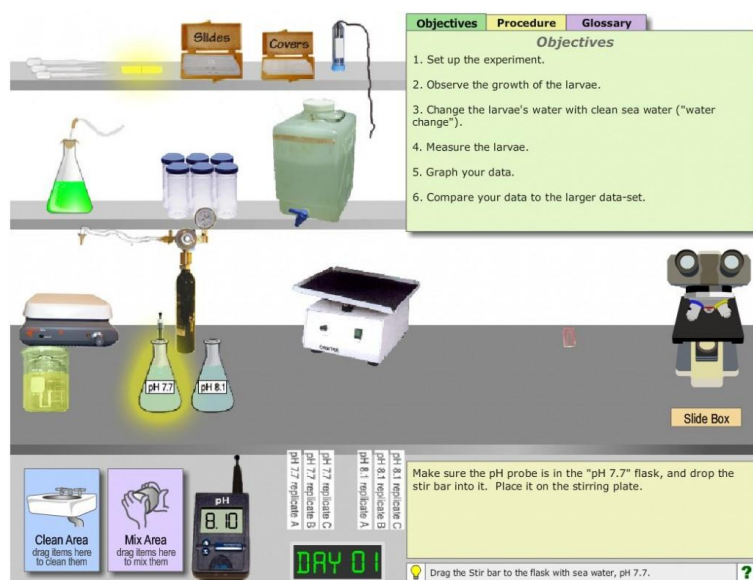 Slides
Covers
Objectives
Procedure
Glossary
Objectives
1. Set up the experiment.
2. Observe the growth of the larvae.
3. Change the larvae's water with clean sea water ("water
change").
4. Measure the larvae.
5. Graph your data.
6. Compare your data to the larger data-set.
pH 7.7
pH 8.1
Slide Box
Clean Area
drag items here
to clean them
Mix Area
drag items here
to mix them
pH
8.10
pH 7.7 replicate A
pH 7.7 replicate B
pH 7.7 replicate C
pH 8.1 replicate A
pH 8.1 replicate B
pH 8.1 replicate C
DAY 01
Make sure the pH probe is in the "pH 7.7" flask, and drop the
stir bar into it. Place it on the stirring plate.
Drag the Stir bar to the flask with sea water, pH 7.7.
?